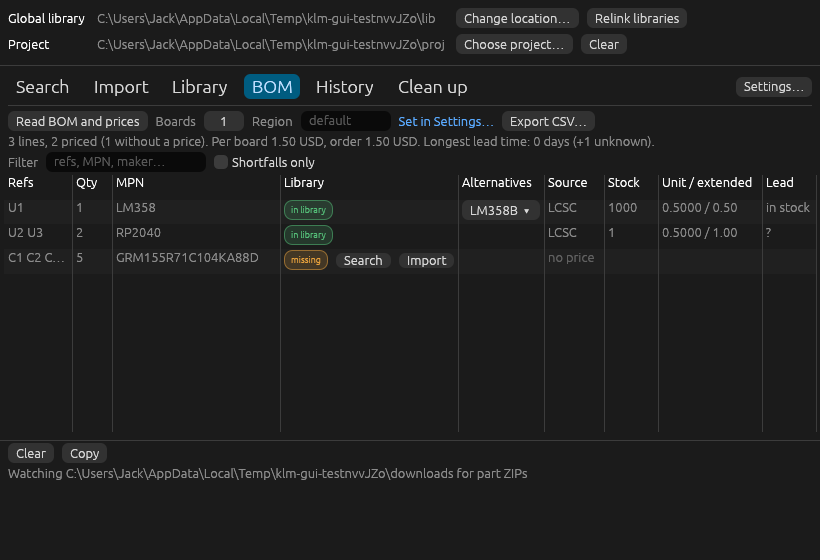 Global library C:\Users\Jack\AppData\Local\Temp\klm-gui-testnvvJZo\lib Change location… Relink libraries
Project C:\Users\Jack\AppData\Local\Temp\klm-gui-testnvvJZo\proj Choose project… Clear
Search Import Library BOM History Clean up Settings…
Read BOM and prices Boards 1 Region default Set in Settings… Export CSV…
3 lines, 2 priced (1 without a price). Per board 1.50 USD, order 1.50 USD. Longest lead time: 0 days (+1 unknown).
Filter refs, MPN, maker… Shortfalls only
Refs Qty MPN Library Alternatives Source Stock Unit / extended Lead
U1 1 LM358 in library LM358B ▾ LCSC 1000 0.5000 / 0.50 in stock
U2 U3 2 RP2040 in library LCSC 1 0.5000 / 1.00 ?
C1 C2 C… 5 GRM155R71C104KA88D missing Search Import no price
Clear Copy
Watching C:\Users\Jack\AppData\Local\Temp\klm-gui-testnvvJZo\downloads for part ZIPs